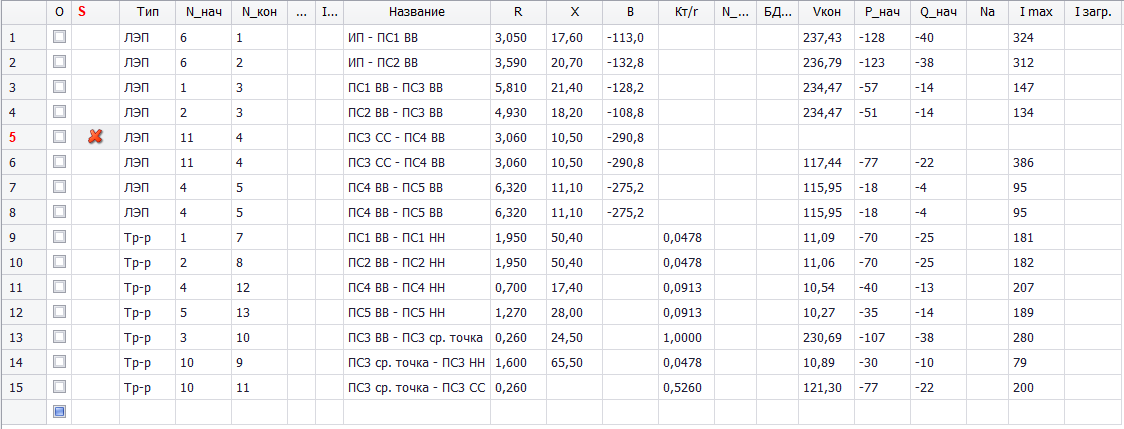 O S Тип N_нач N_кон ... I... Название R X B Кт/r N_... БД... Vкон P_нач Q_нач Na I max I загр.
1 ЛЭП 6 1 ИП - ПС1 ВВ 3,050 17,60 -113,0 237,43 -128 -40 324
2 ЛЭП 6 2 ИП - ПС2 ВВ 3,590 20,70 -132,8 236,79 -123 -38 312
3 ЛЭП 1 3 ПС1 ВВ - ПС3 ВВ 5,810 21,40 -128,2 234,47 -57 -14 147
4 ЛЭП 2 3 ПС2 ВВ - ПС3 ВВ 4,930 18,20 -108,8 234,47 -51 -14 134
5 ЛЭП 11 4 ПС3 СС - ПС4 ВВ 3,060 10,50 -290,8
6 ЛЭП 11 4 ПС3 СС - ПС4 ВВ 3,060 10,50 -290,8 117,44 -77 -22 386
7 ЛЭП 4 5 ПС4 ВВ - ПС5 ВВ 6,320 11,10 -275,2 115,95 -18 -4 95
8 ЛЭП 4 5 ПС4 ВВ - ПС5 ВВ 6,320 11,10 -275,2 115,95 -18 -4 95
9 Тр-р 1 7 ПС1 ВВ - ПС1 НН 1,950 50,40 0,0478 11,09 -70 -25 181
10 Тр-р 2 8 ПС2 ВВ - ПС2 НН 1,950 50,40 0,0478 11,06 -70 -25 182
11 Тр-р 4 12 ПС4 ВВ - ПС4 НН 0,700 17,40 0,0913 10,54 -40 -13 207
12 Тр-р 5 13 ПС5 ВВ - ПС5 НН 1,270 28,00 0,0913 10,27 -35 -14 189
13 Тр-р 3 10 ПС3 ВВ - ПС3 ср. точка 0,260 24,50 1,0000 230,69 -107 -38 280
14 Тр-р 10 9 ПС3 ср. точка - ПС3 НН 1,600 65,50 0,0478 10,89 -30 -10 79
15 Тр-р 10 11 ПС3 ср. точка - ПС3 СС 0,260 0,5260 121,30 -77 -22 200